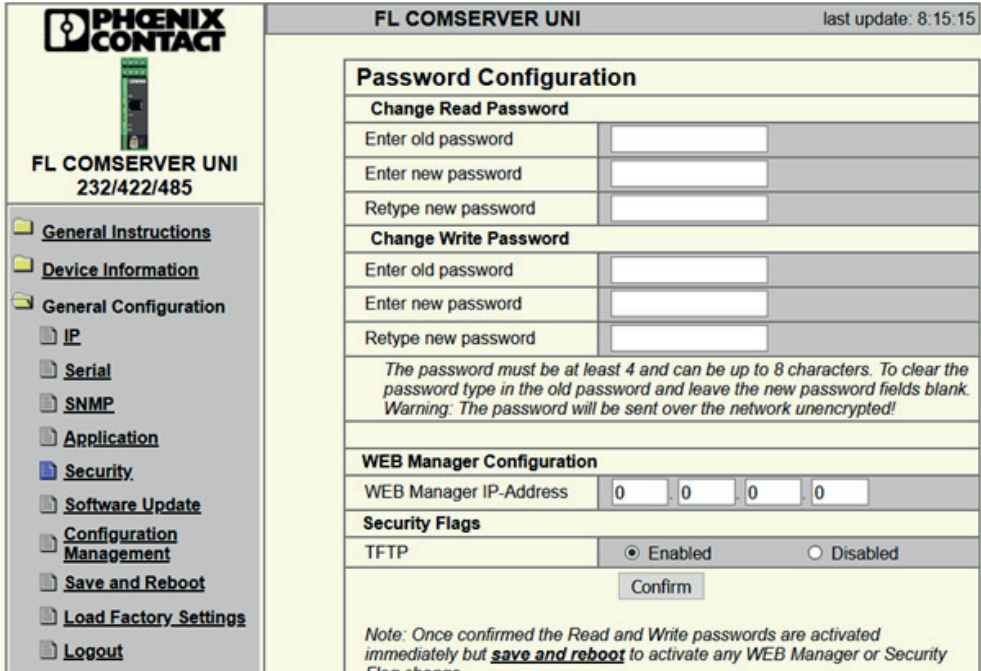 PHŒNIX
CONTACT
FL COMSERVER UNI
232/422/485
General Instructions
Device Information
General Configuration
IP
Serial
SNMP
Application
Security
Software Update
Configuration
Management
Save and Reboot
Load Factory Settings
Logout
FL COMSERVER UNI last update: 8:15:15
Password Configuration
Change Read Password
Enter old password
Enter new password
Retype new password
Change Write Password
Enter old password
Enter new password
Retype new password
The password must be at least 4 and can be up to 8 characters. To clear the
password type in the old password and leave the new password fields blank.
Warning: The password will be sent over the network unencrypted!
WEB Manager Configuration
WEB Manager IP-Address 0 . 0 . 0 . 0
Security Flags
TFTP Enabled Disabled
Confirm
Note: Once confirmed the Read and Write passwords are activated
immediately but save and reboot to activate any WEB Manager or Security